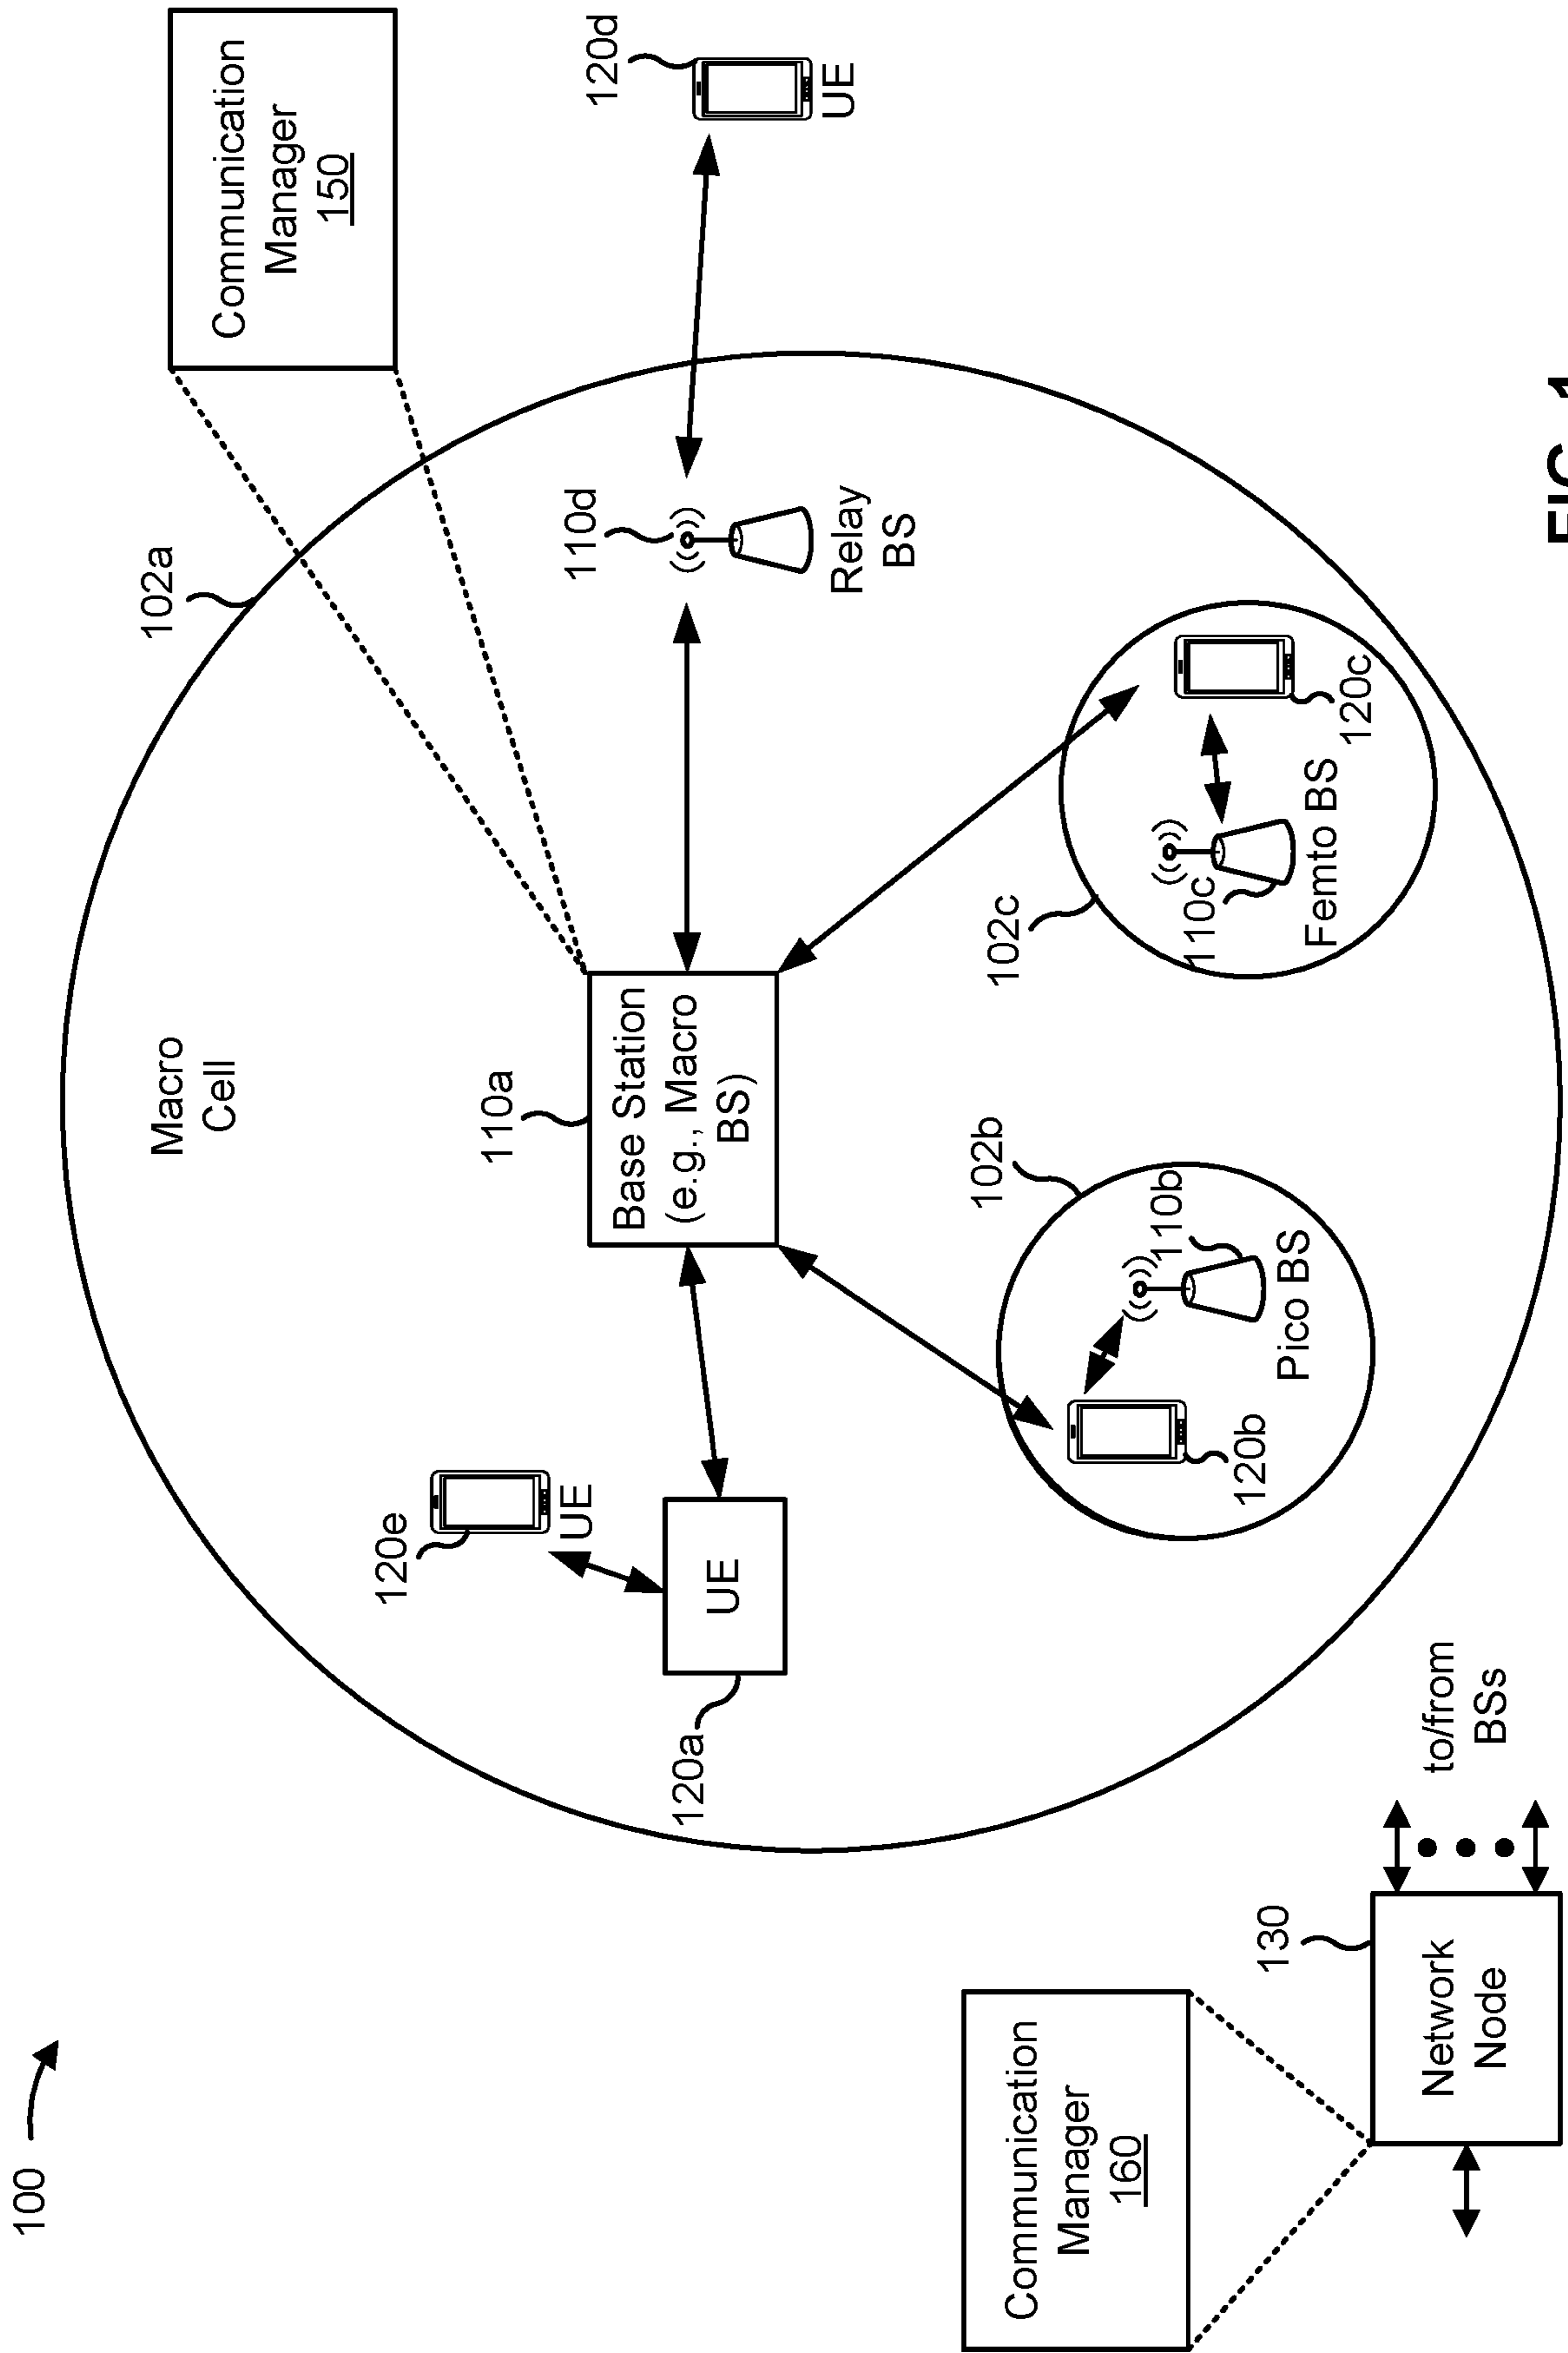 100
102a
Macro
Cell
Communication
Manager
150
110a
Base Station
(e.g., Macro
BS)
110d
Relay
BS
120d
UE
120e
UE
UE
120a
102b
110b
Pico BS
120b
102c
110c
Femto BS
120c
Communication
Manager
160
130
Network
Node
to/from
BSs